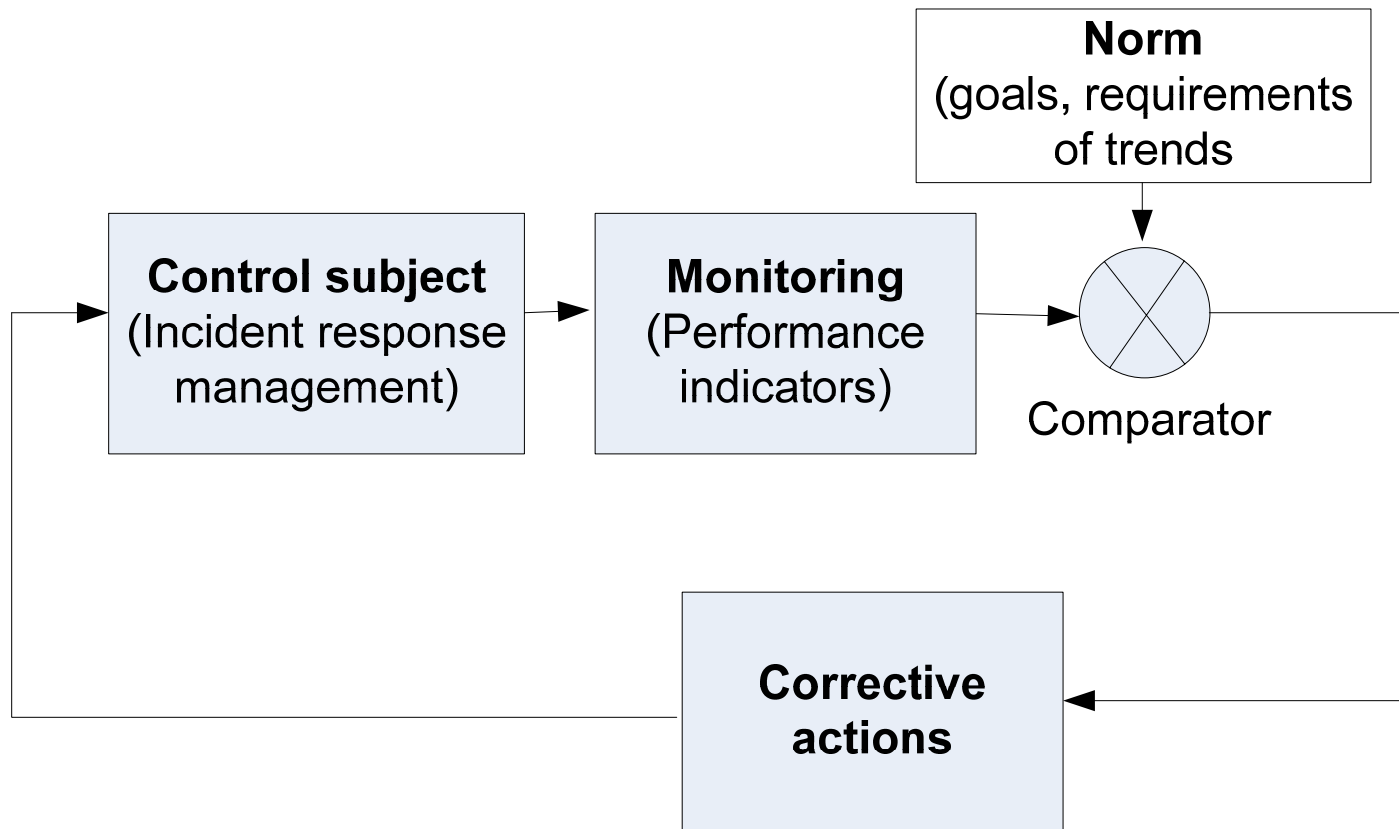 Norm
(goals, requirements
of trends
Control subject
(Incident response
management)
Monitoring
(Performance
indicators)
Comparator
Corrective
actions